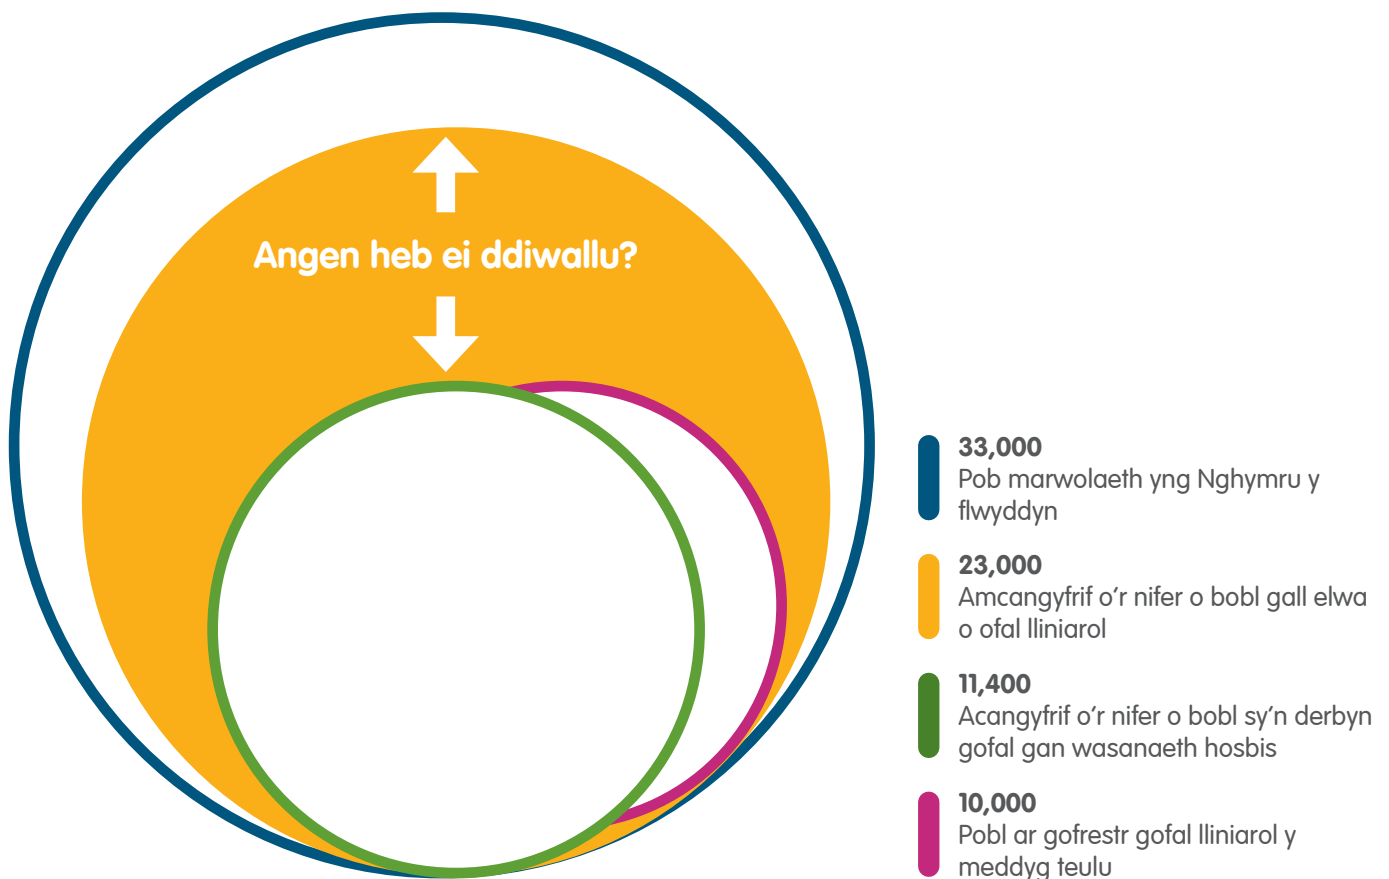 Angen heb ei ddiwallu?
33,000
Pob marwolaeth yng Nghymru y
flwyddyn
23,000
Amcangyfrif o'r nifer o bobl gall elwa
o ofal lliniarol
11,400
Acangyfrif o'r nifer o bobl sy'n derbyn
gofal gan wasanaeth hosbis
10,000
Pobl ar gofrestr gofal lliniarol y
meddyg teulu